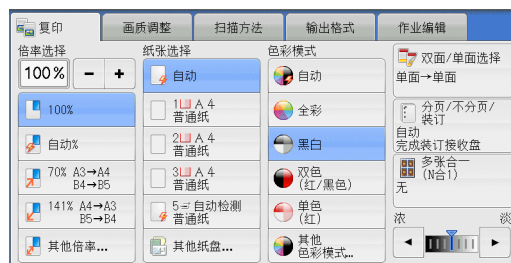 复印
画质调整
扫描方法
输出格式
作业编辑
倍率选择
100%
100%
自动%
70% A3→A4
B4→B5
141% A4→A3
B5→B4
其他倍率...
纸张选择
自动
1 A 4
普通纸
2 A 4
普通纸
3 A 4
普通纸
5 自动检测
普通纸
其他纸盘...
色彩模式
自动
全彩
黑白
双色
(红/黑色)
单色
(红)
其他
色彩模式...
双面/单面选择
单面→单面
分页/不分页/
装订
自动
完成装订接收盘
多张合一
(N合1)
无
浓 淡